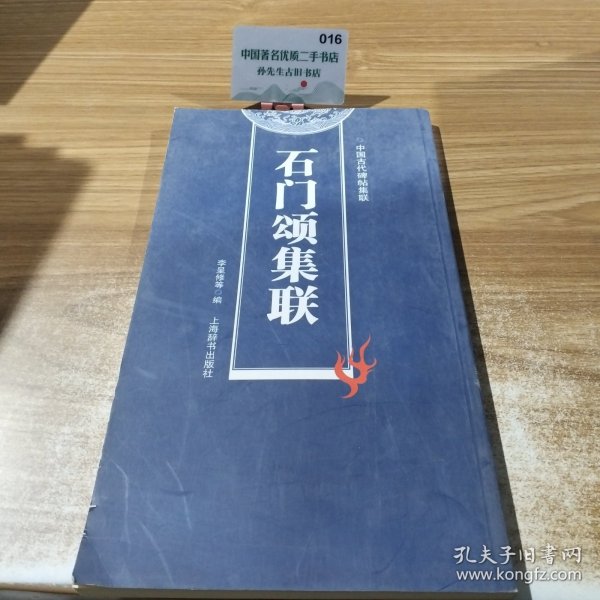 016
中国著名优质二手书店
孙先生古旧书店
中国古代碑帖集联
石门颂集联
李呈修等 编
上海辞书出版社
孔夫子旧书网
www.kongfz.com